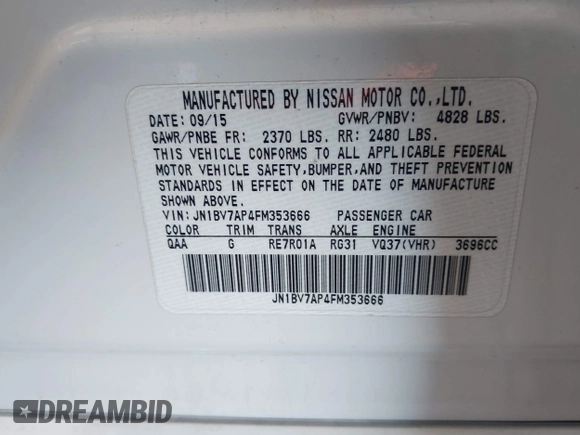 MANUFACTURED BY NISSAN MOTOR CO.,LTD.
DATE: 09/15 GVWR/PNBV: 4828 LBS.
GAWR/PNBE FR: 2370 LBS. RR: 2480 LBS.
THIS VEHICLE CONFORMS TO ALL APPLICABLE FEDERAL
MOTOR VEHICLE SAFETY,BUMPER,AND THEFT PREVENTION
STANDARDS IN EFFECT ON THE DATE OF MANUFACTURE
SHOWN ABOVE.
VIN: JN1BV7AP4FM353666 PASSENGER CAR
COLOR TRIM TRANS AXLE ENGINE
QAA G RE7R01A RG31 VQ37(VHR) 3696CC
JN1BV7AP4FM353666
DREAMBID